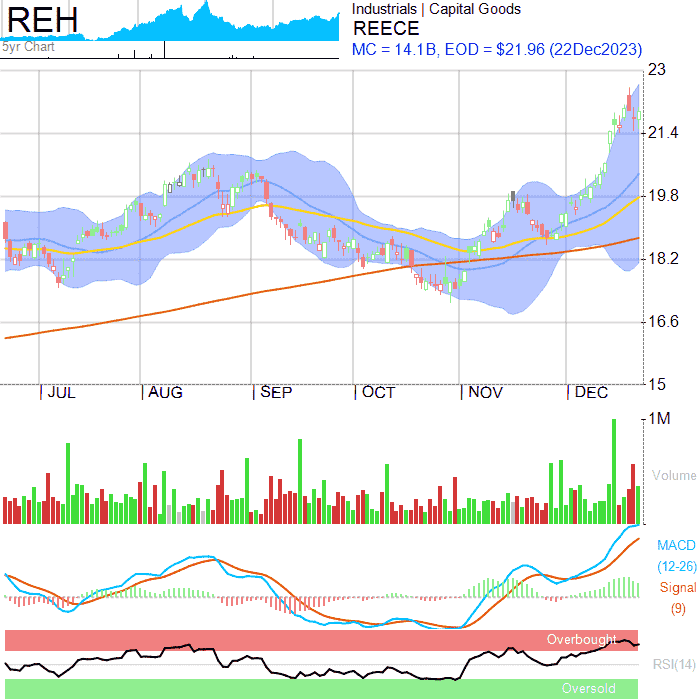 REH
5yr Chart
Industrials | Capital Goods
REECE
MC = 14.1B, EOD = $21.96 (22Dec2023)
23
21.4
19.8
18.2
16.6
15
JUL AUG SEP OCT NOV DEC
1M
Volume
MACD
(12-26)
Signal
(9)
Overbought
RSI(14)
Oversold